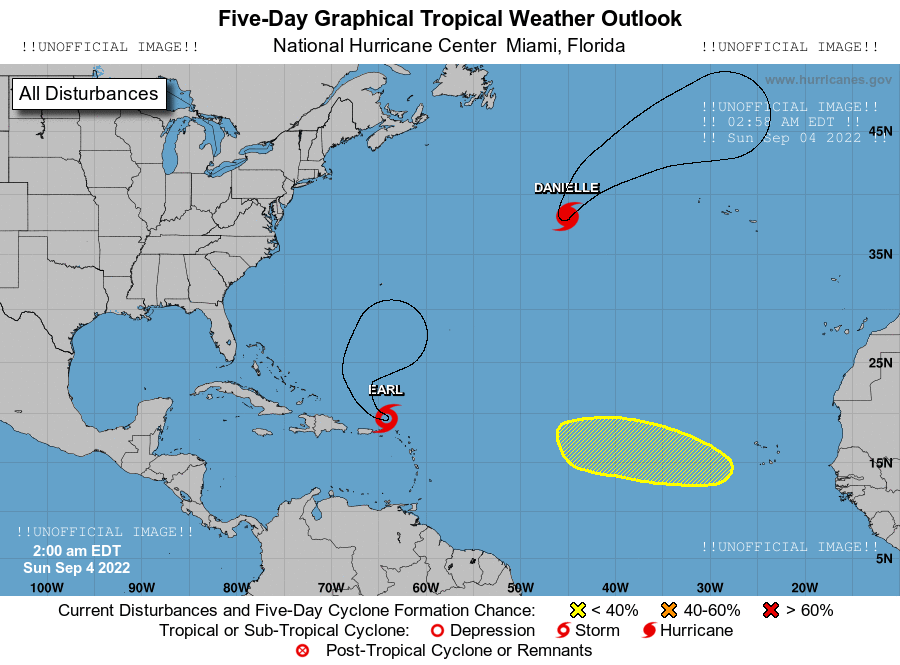 Five-Day Graphical Tropical Weather Outlook
!!UNOFFICIAL IMAGE!! National Hurricane Center Miami, Florida !!UNOFFICIAL IMAGE!!
www.hurricanes.gov
All Disturbances
!!UNOFFICIAL IMAGE!!
!! 02:58 AM EDT !!
!! Sun Sep 04 2022 !!
45N
DANIELLE
35N
25N
EARL
15N
!!UNOFFICIAL IMAGE!!
!!UNOFFICIAL IMAGE!!
2:00 am EDT
Sun Sep 4 2022
5N
100W 90W 80W 70W 60W 50W 40W 30W 20W
Current Disturbances and Five-Day Cyclone Formation Chance: < 40% 40-60% > 60%
Tropical or Sub-Tropical Cyclone: Depression Storm Hurricane
Post-Tropical Cyclone or Remnants